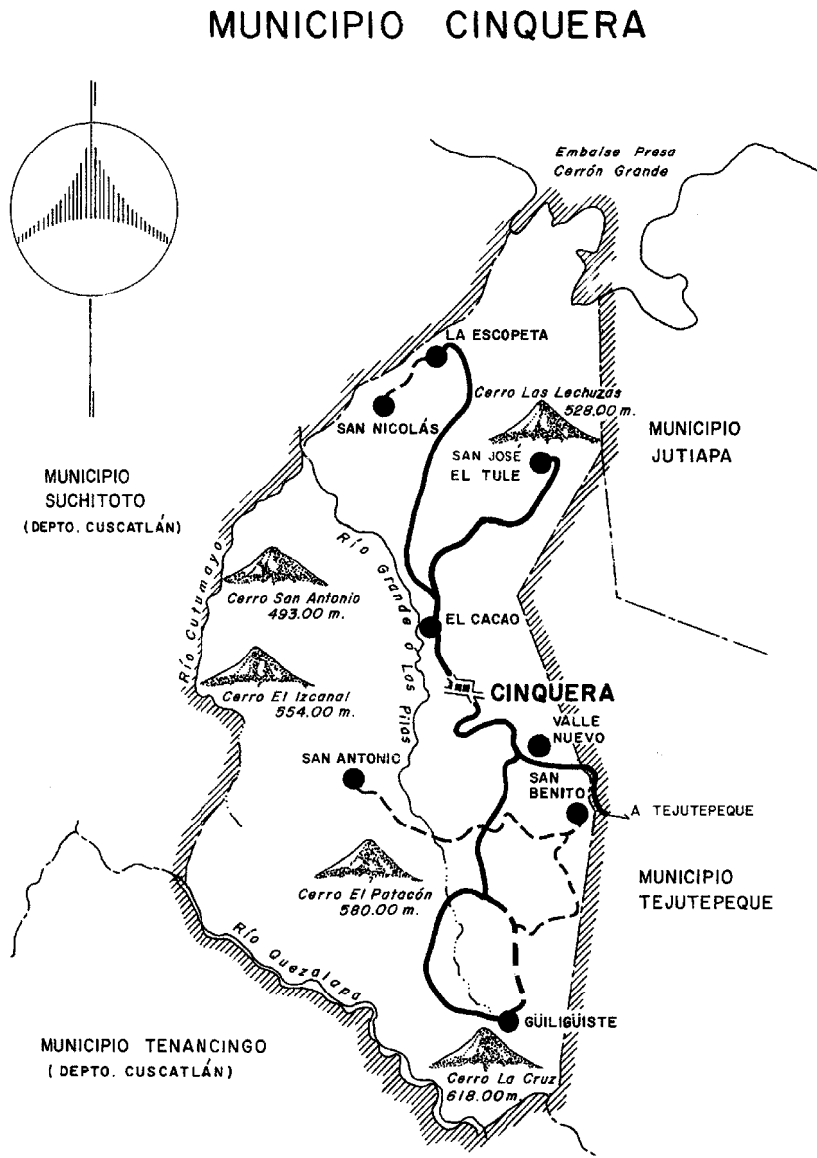 MUNICIPIO CINQUERA
Embalse Presa
Cerrón Grande
LA ESCOPETA
Cerro Las Lechuzas
528.00 m.
SAN NICOLÁS
MUNICIPIO
JUTIAPA
SAN JOSÉ
EL TULE
MUNICIPIO
SUCHITOTO
(DEPTO. CUSCATLÁN)
Río Cutumayo
Río Grande ó Los Pilas
Cerro San Antonio
493.00 m.
EL CACAO
Cerro El Izcanal
554.00 m.
CINQUERA
VALLE
NUEVO
SAN ANTONIO
SAN
BENITO
A TEJUTEPEQUE
Cerro El Patacón
580.00 m.
MUNICIPIO
TEJUTEPEQUE
Río Quezalapa
GÜILIGÜISTE
MUNICIPIO TENANCINGO
(DEPTO. CUSCATLÁN)
Cerro La Cruz
618.00 m.